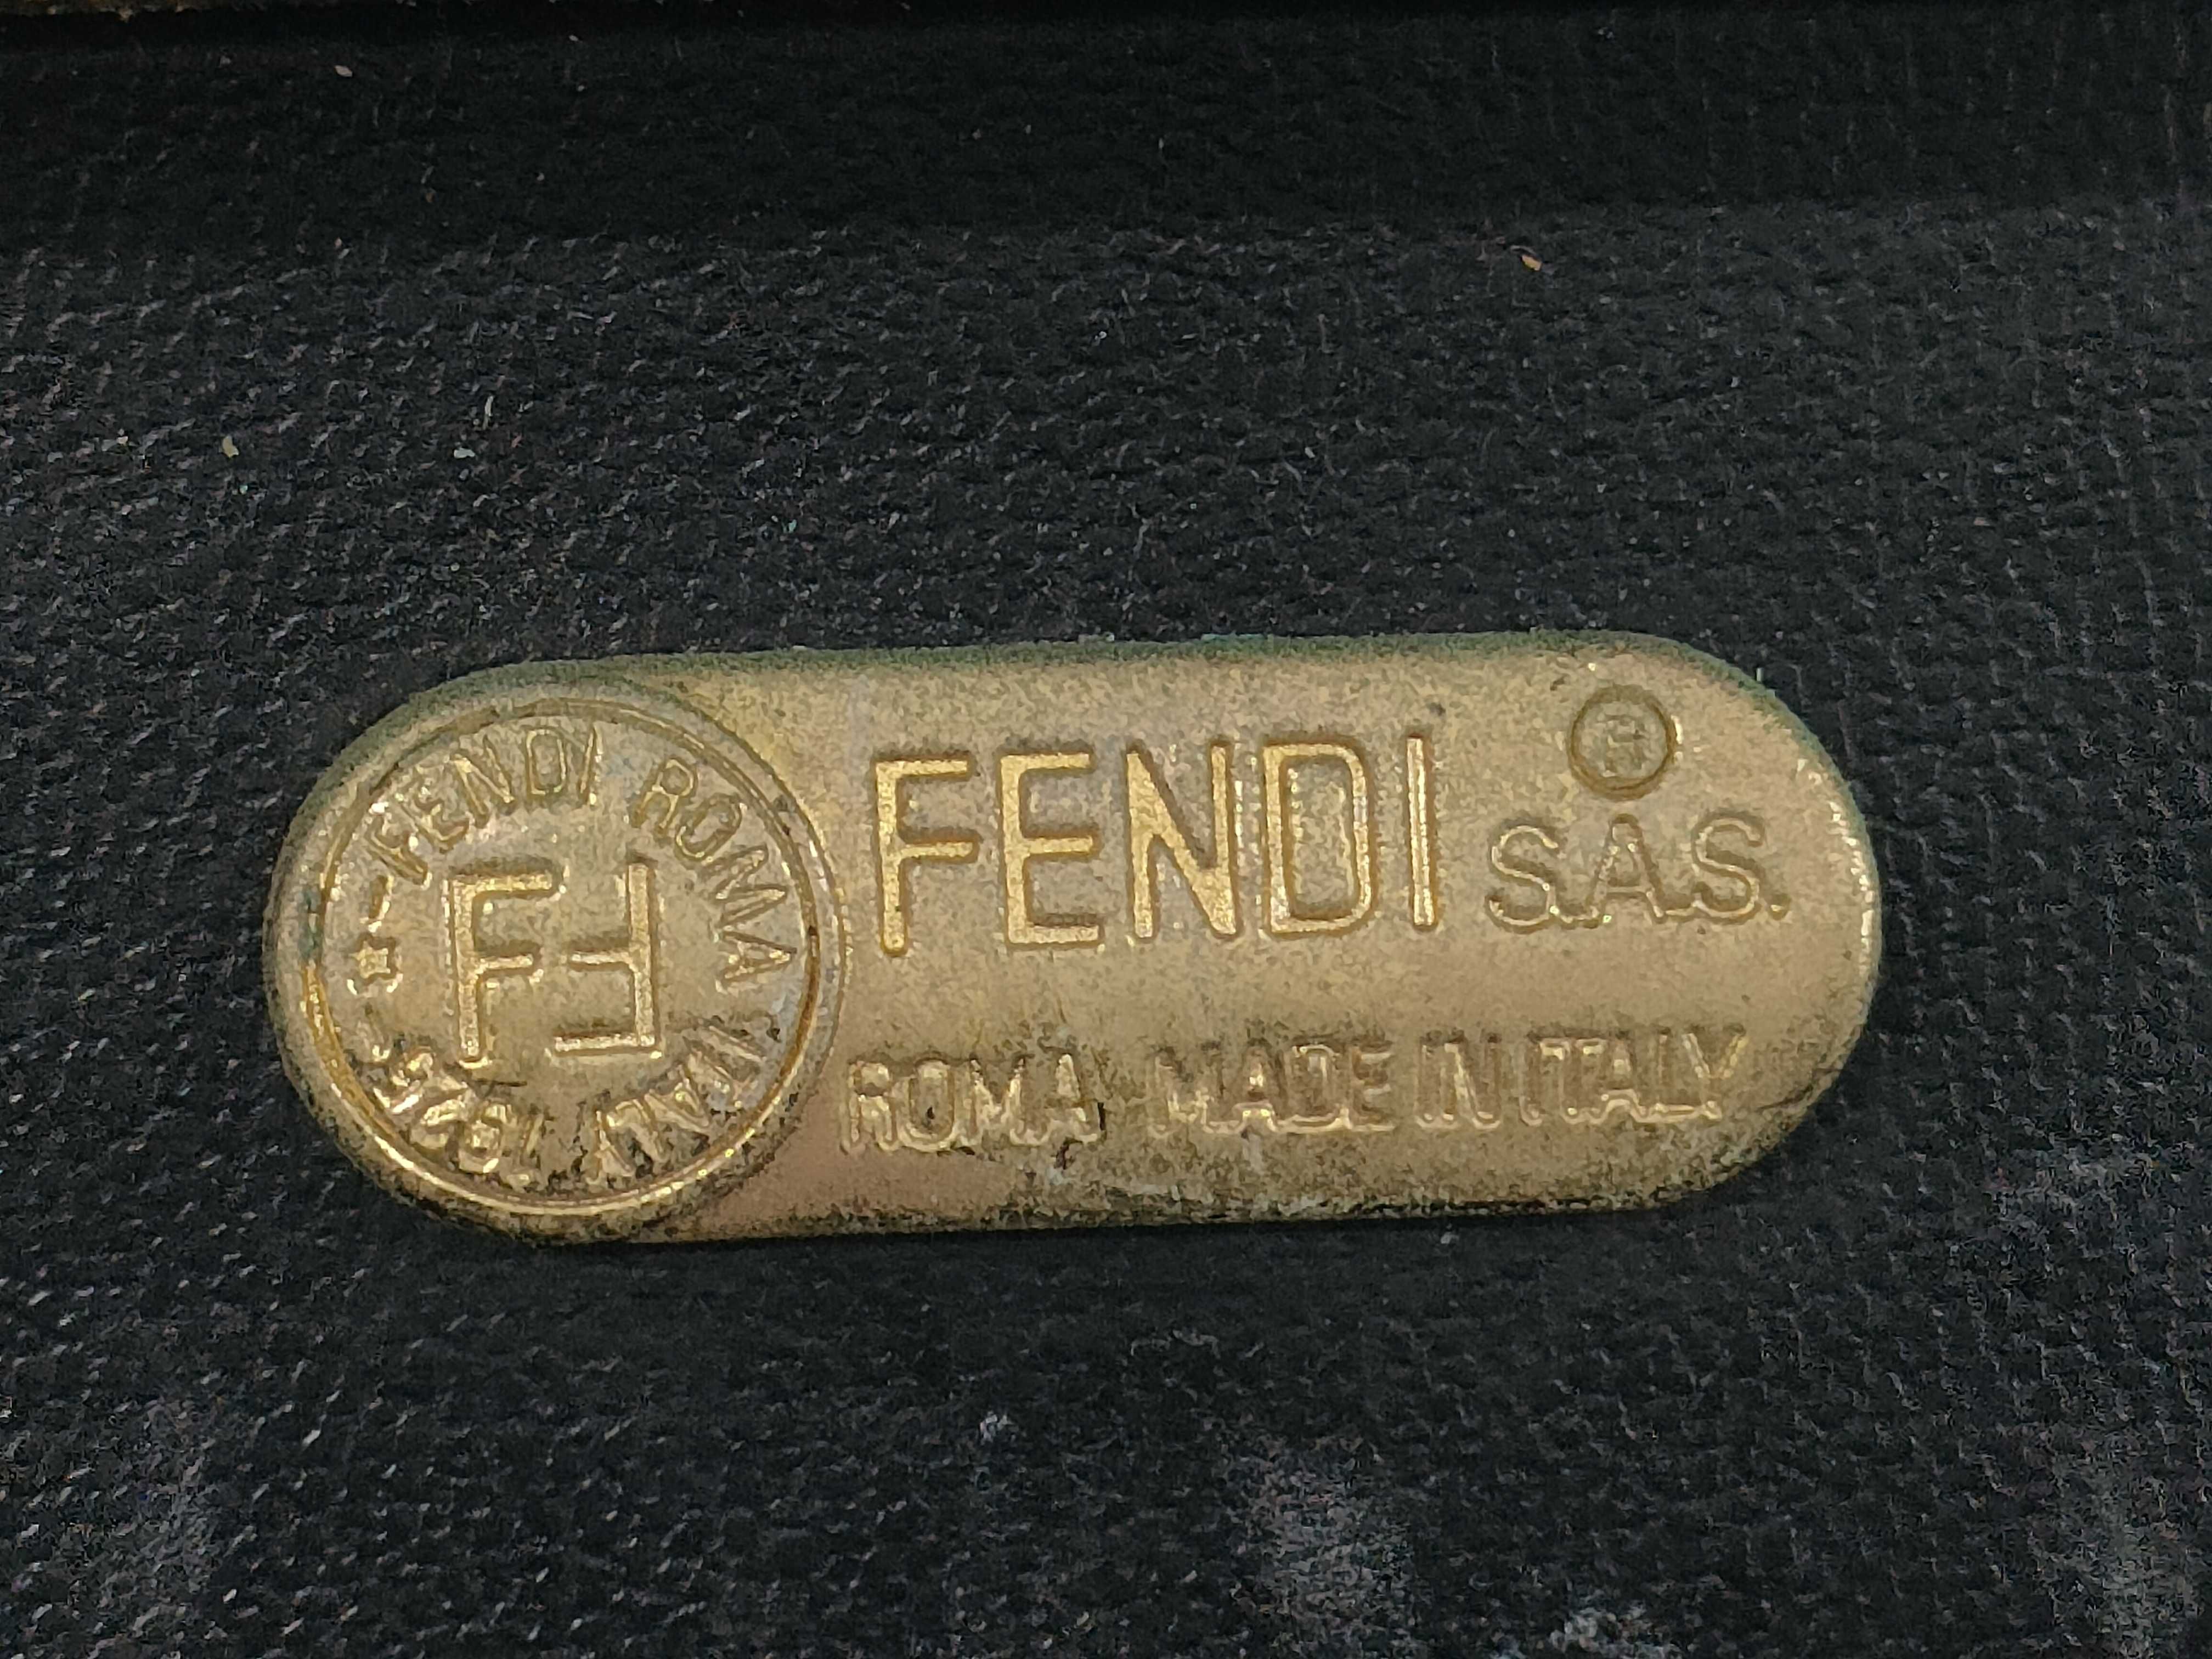 FENDI ROMA ITALY 1925
FF
FENDI S.A.S. ®
ROMA MADE IN ITALY